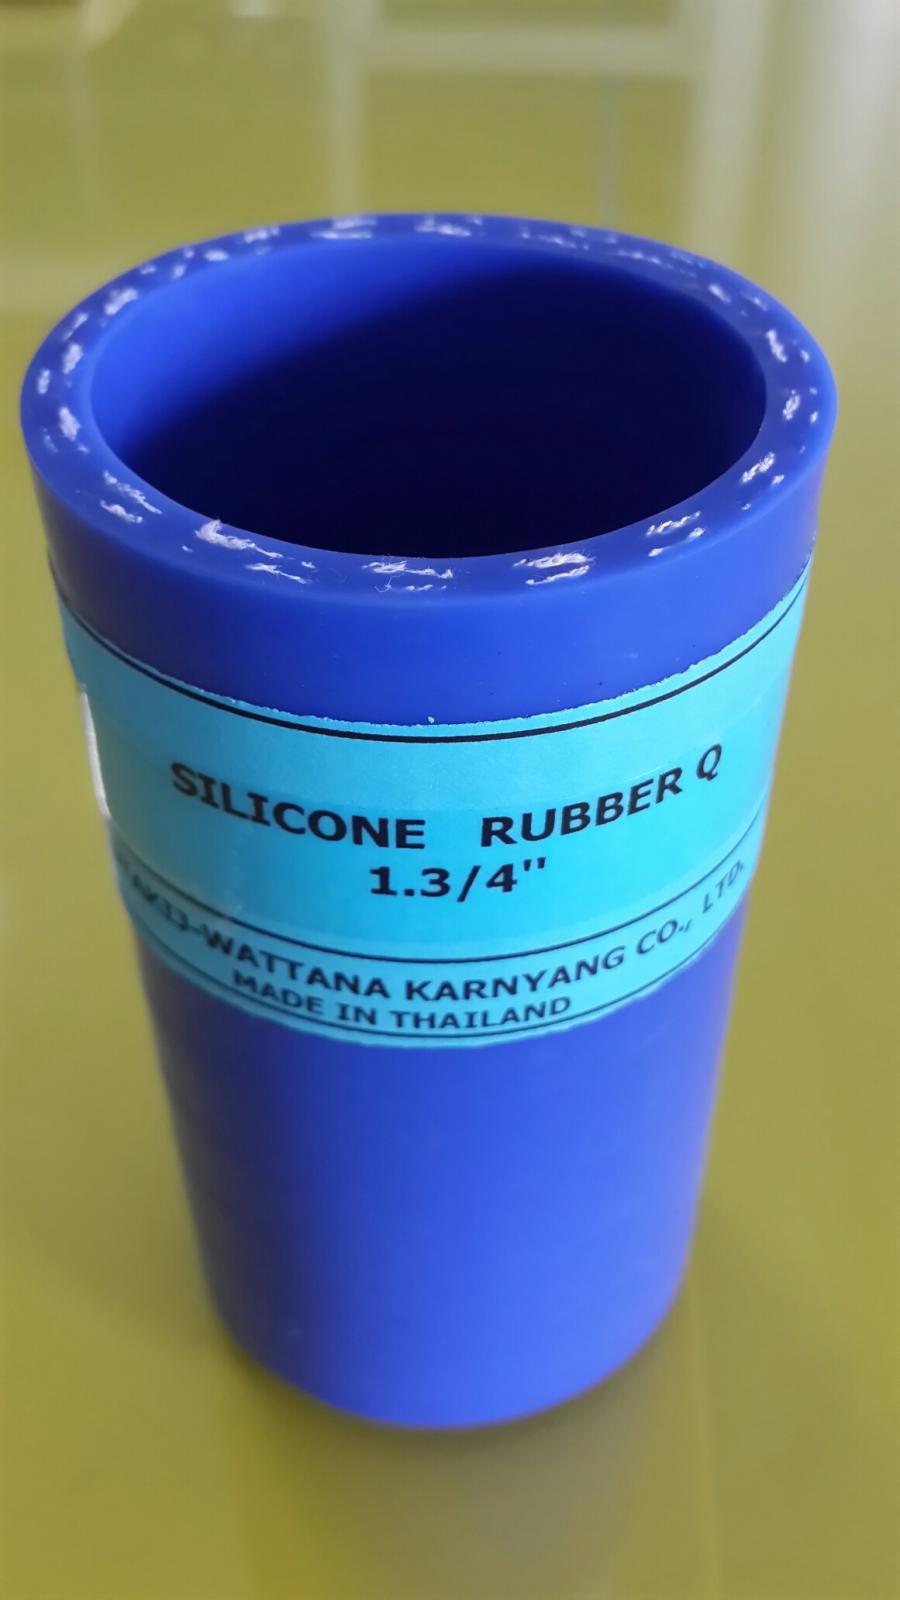 SILICONE RUBBER Q
1.3/4"
WATTANA KARNYANG CO., LTD.
MADE IN THAILAND